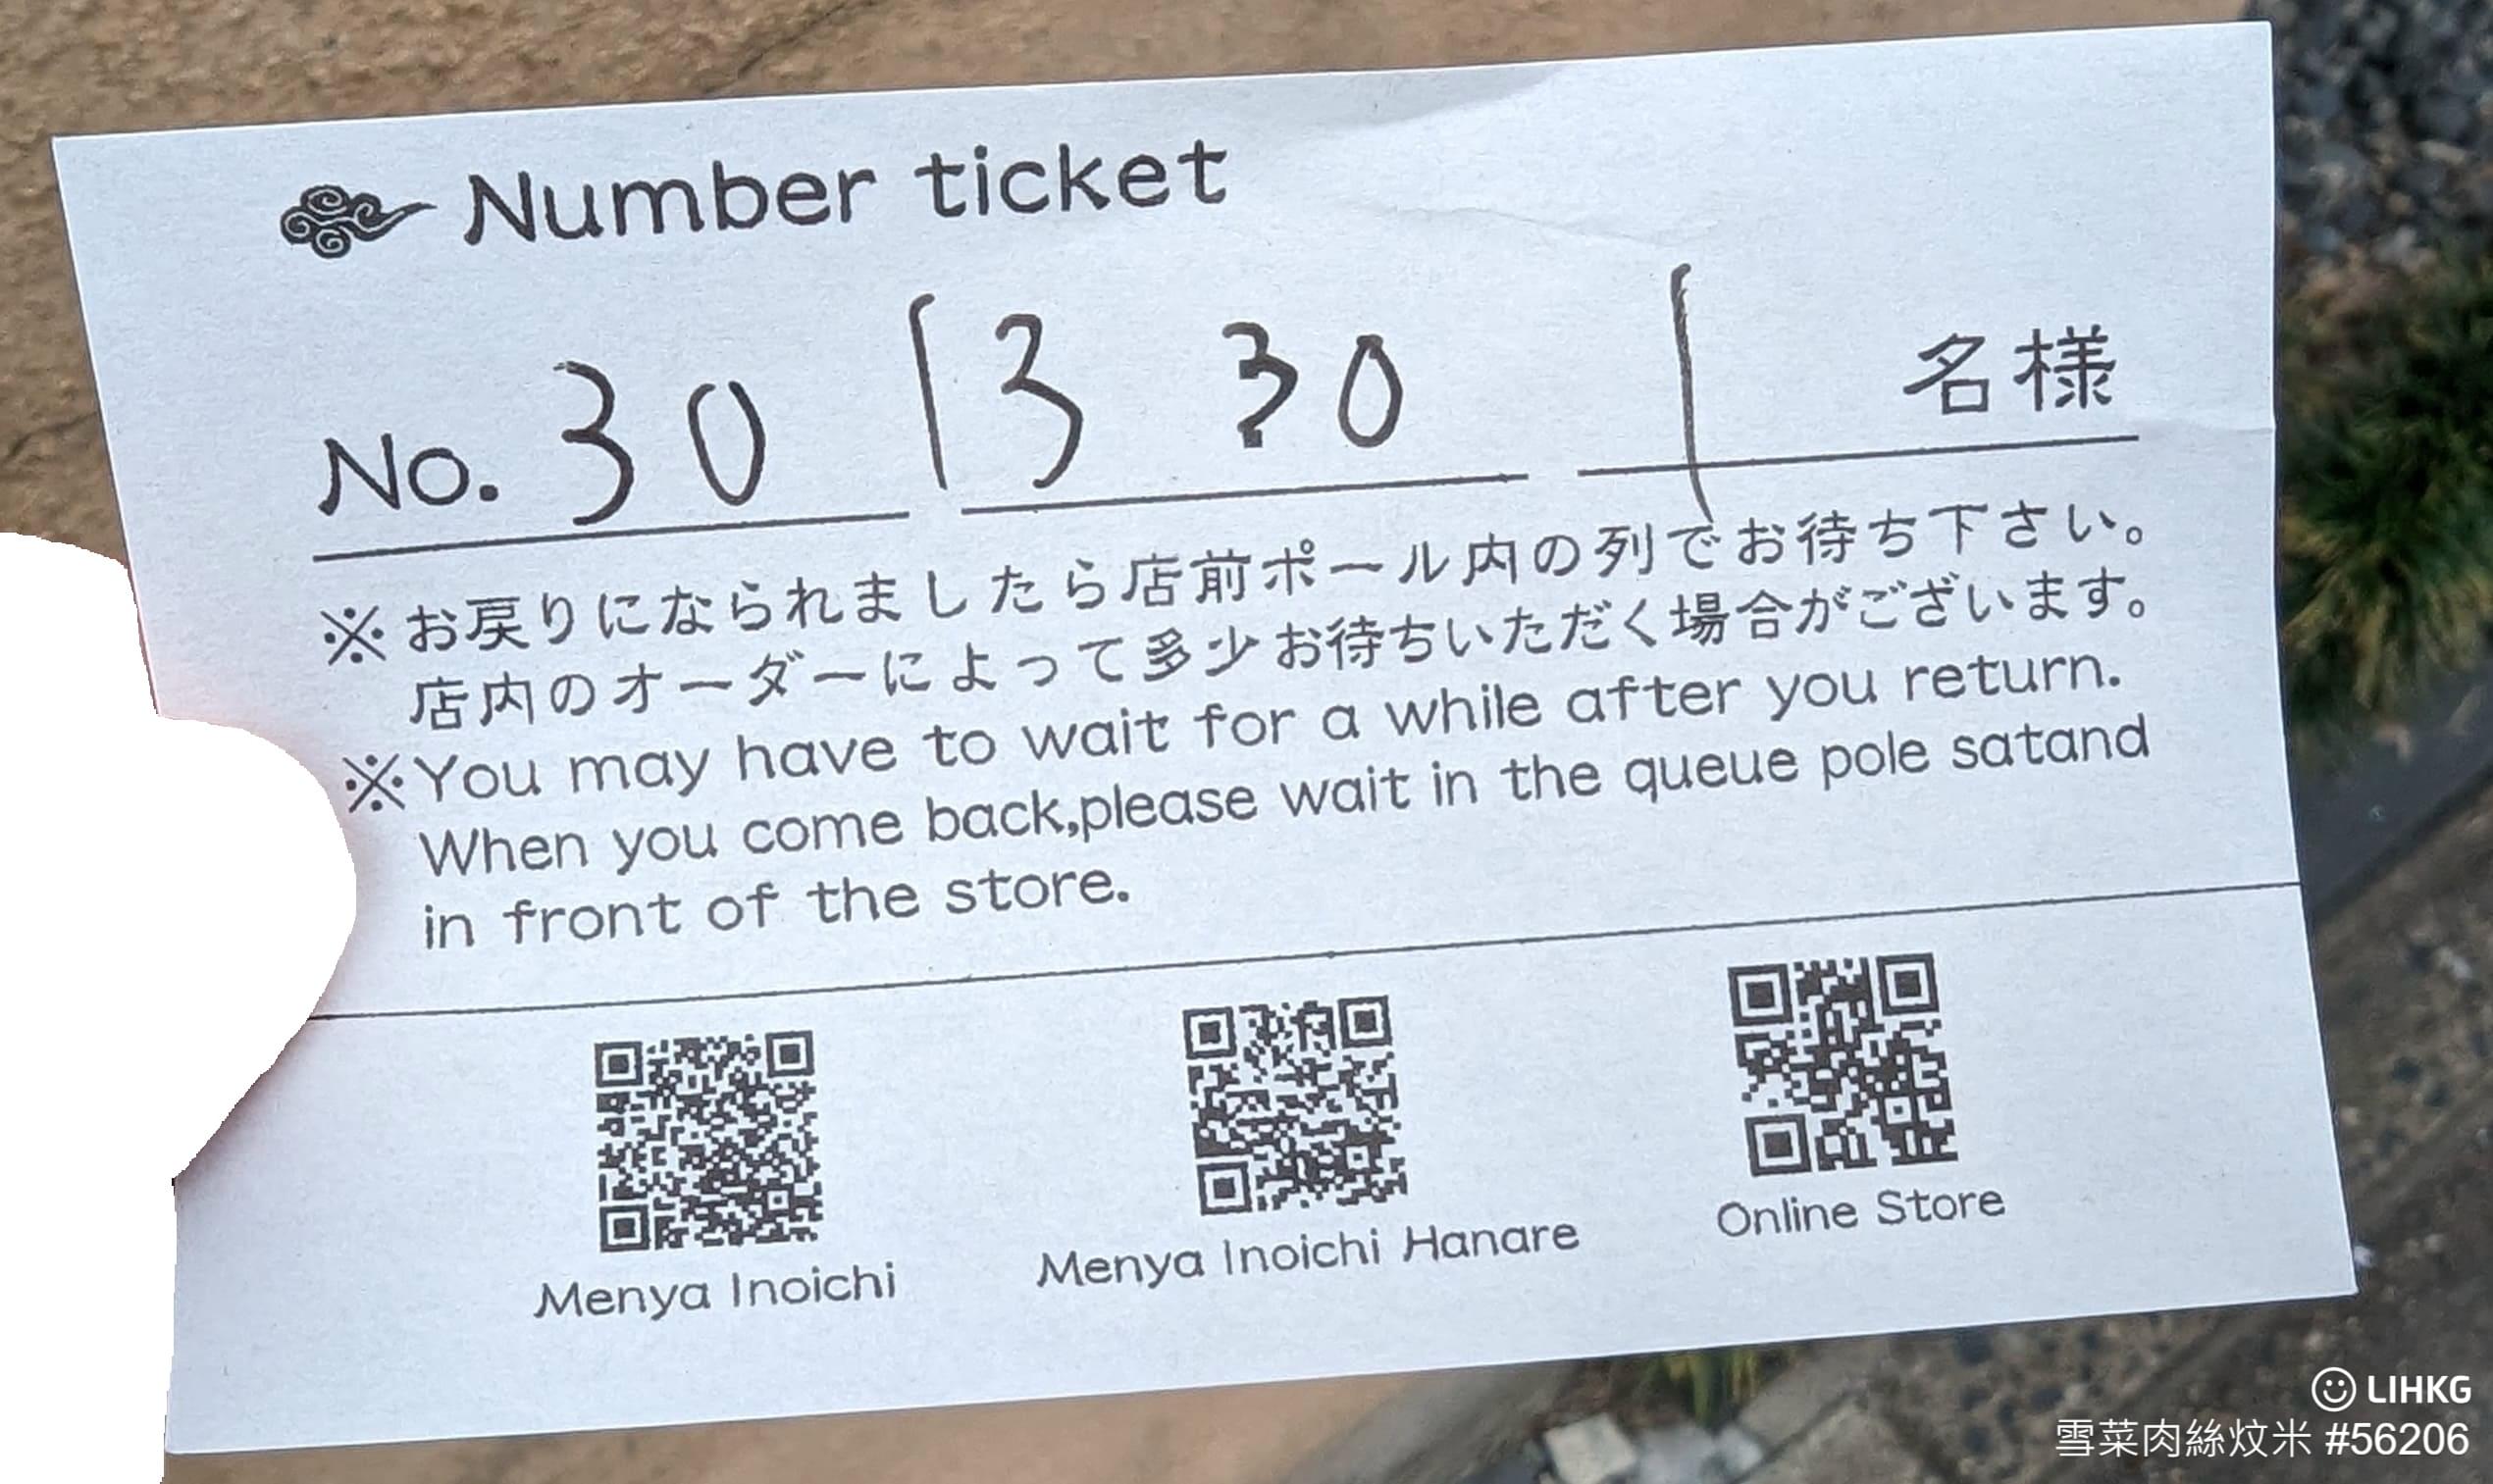 Number ticket
No. 30 13 30 1 名様
※お戻りになられましたら店前ポール内の列でお待ち下さい。
店内のオーダーによって多少お待ちいただく場合がございます。
※You may have to wait for a while after you return.
When you come back,please wait in the queue pole satand
in front of the store.
Menya Inoichi
Menya Inoichi Hanare
Online Store
LIHKG
雪菜肉絲炆米 #56206